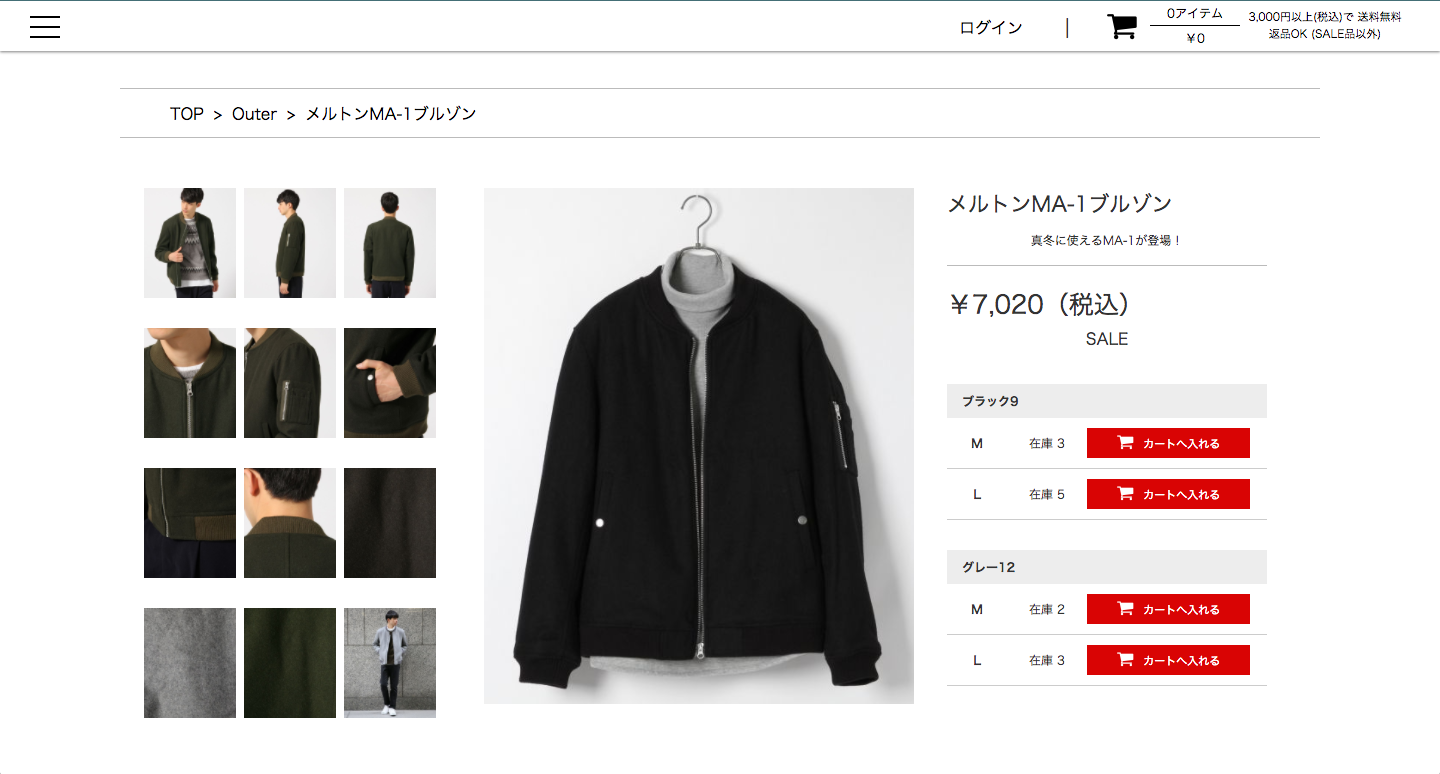 ログイン
|
0アイテム
￥0
3,000円以上(税込)で 送料無料
返品OK (SALE品以外)
TOP > Outer > メルトンMA-1ブルゾン
メルトンMA-1ブルゾン
真冬に使えるMA-1が登場！
￥7,020（税込）
SALE
ブラック9
M 在庫 3 カートへ入れる
L 在庫 5 カートへ入れる
グレー12
M 在庫 2 カートへ入れる
L 在庫 3 カートへ入れる